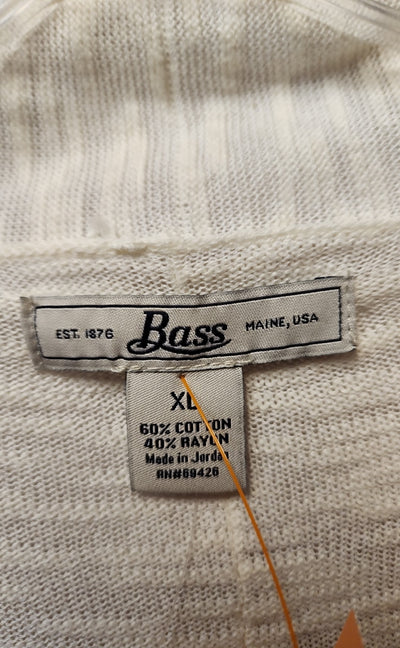 EST. 1876 Bass MAINE, USA
XL
60% COTTON
40% RAYON
Made in Jordan
RN#69426